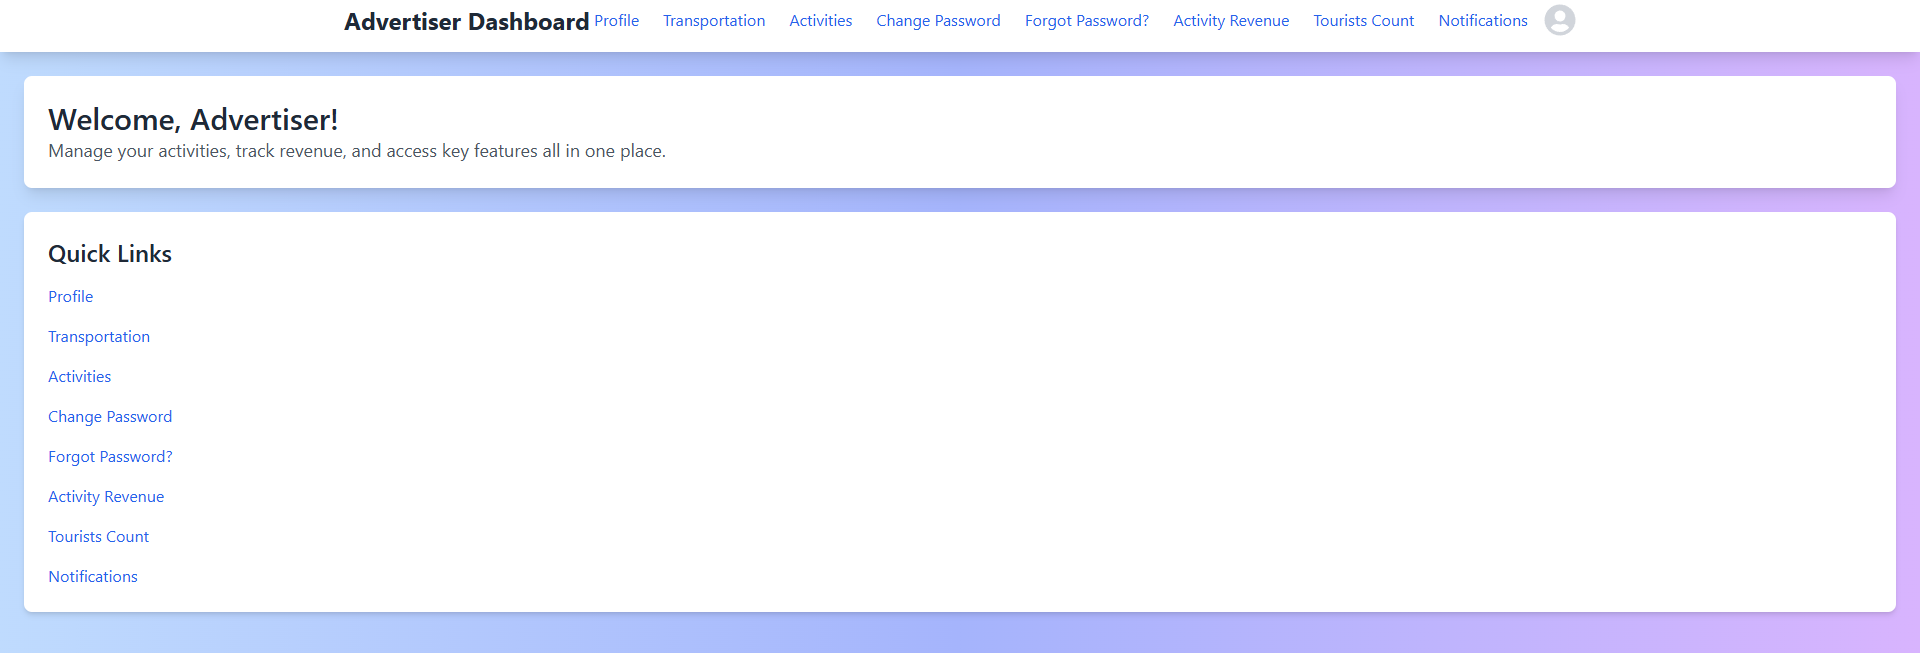 Advertiser Dashboard Profile Transportation Activities Change Password Forgot Password? Activity Revenue Tourists Count Notifications
Welcome, Advertiser!
Manage your activities, track revenue, and access key features all in one place.
Quick Links
Profile
Transportation
Activities
Change Password
Forgot Password?
Activity Revenue
Tourists Count
Notifications